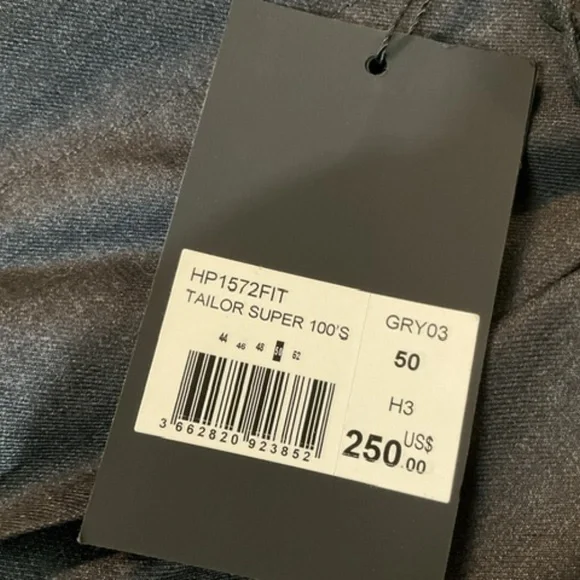 HP1572FIT
TAILOR SUPER 100'S
44 46 48 50 52
3 662820 923852
GRY03
50
H3
250.00 US$